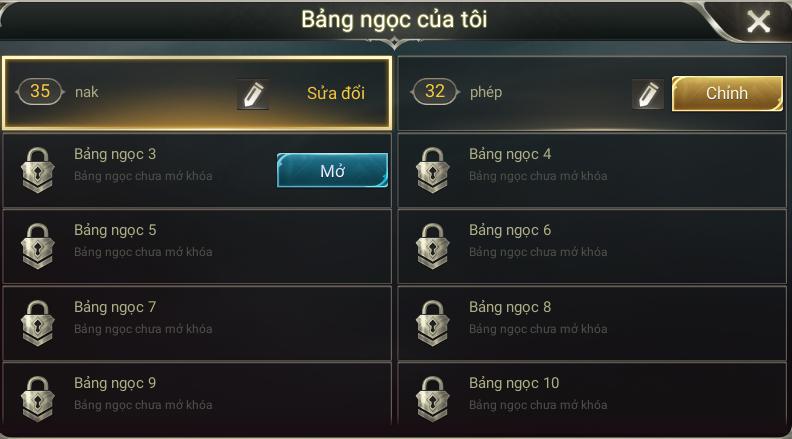 Bảng ngọc của tôi
35 nak Sửa đổi
32 phép Chỉnh
Bảng ngọc 3
Bảng ngọc chưa mở khóa
Mở
Bảng ngọc 4
Bảng ngọc chưa mở khóa
Bảng ngọc 5
Bảng ngọc chưa mở khóa
Bảng ngọc 6
Bảng ngọc chưa mở khóa
Bảng ngọc 7
Bảng ngọc chưa mở khóa
Bảng ngọc 8
Bảng ngọc chưa mở khóa
Bảng ngọc 9
Bảng ngọc chưa mở khóa
Bảng ngọc 10
Bảng ngọc chưa mở khóa